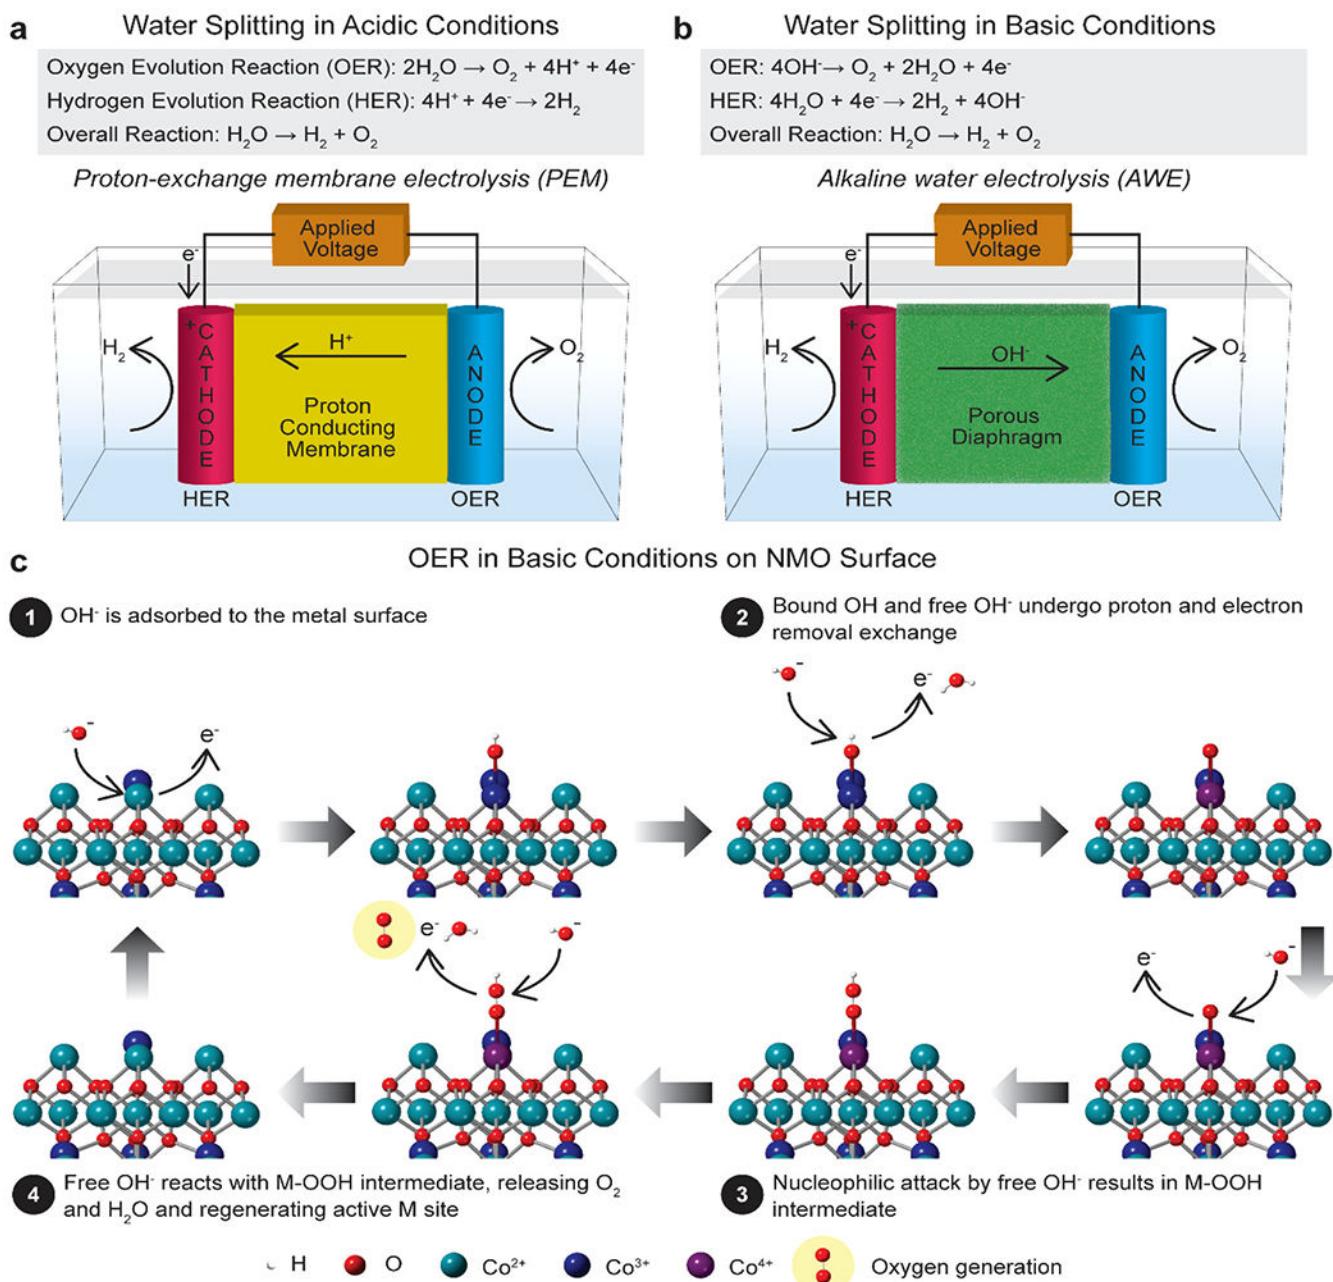 a Water Splitting in Acidic Conditions
Oxygen Evolution Reaction (OER): 2H₂O → O₂ + 4H⁺ + 4e⁻
Hydrogen Evolution Reaction (HER): 4H⁺ + 4e⁻ → 2H₂
Overall Reaction: H₂O → H₂ + O₂
Proton-exchange membrane electrolysis (PEM)
Applied
Voltage
e⁻
H₂
+
CATHODE
H⁺
Proton
Conducting
Membrane
ANODE
O₂
HER
OER
b Water Splitting in Basic Conditions
OER: 4OH⁻→ O₂ + 2H₂O + 4e⁻
HER: 4H₂O + 4e⁻→ 2H₂ + 4OH⁻
Overall Reaction: H₂O → H₂ + O₂
Alkaline water electrolysis (AWE)
Applied
Voltage
e⁻
H₂
+
CATHODE
OH⁻
Porous
Diaphragm
ANODE
O₂
HER
OER
c OER in Basic Conditions on NMO Surface
1 OH⁻ is adsorbed to the metal surface
2 Bound OH and free OH⁻ undergo proton and electron
removal exchange
-
e⁻
-
e⁻
e⁻
-
e⁻
-
4 Free OH⁻ reacts with M-OOH intermediate, releasing O₂
and H₂O and regenerating active M site
3 Nucleophilic attack by free OH⁻ results in M-OOH
intermediate
H O Co²⁺ Co³⁺ Co⁴⁺ Oxygen generation